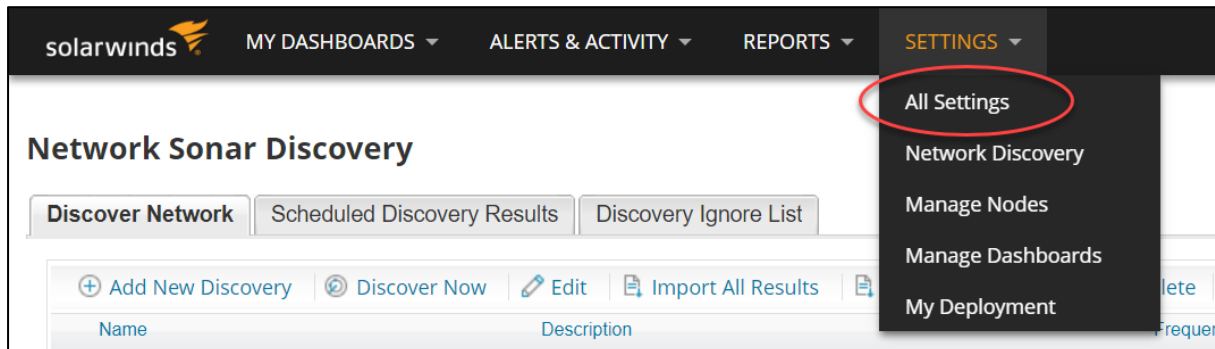 solarwinds MY DASHBOARDS ALERTS & ACTIVITY REPORTS SETTINGS
All Settings
Network Discovery
Manage Nodes
Manage Dashboards
My Deployment
Network Sonar Discovery
Discover Network Scheduled Discovery Results Discovery Ignore List
Add New Discovery Discover Now Edit Import All Results lete
Name Description Frequen